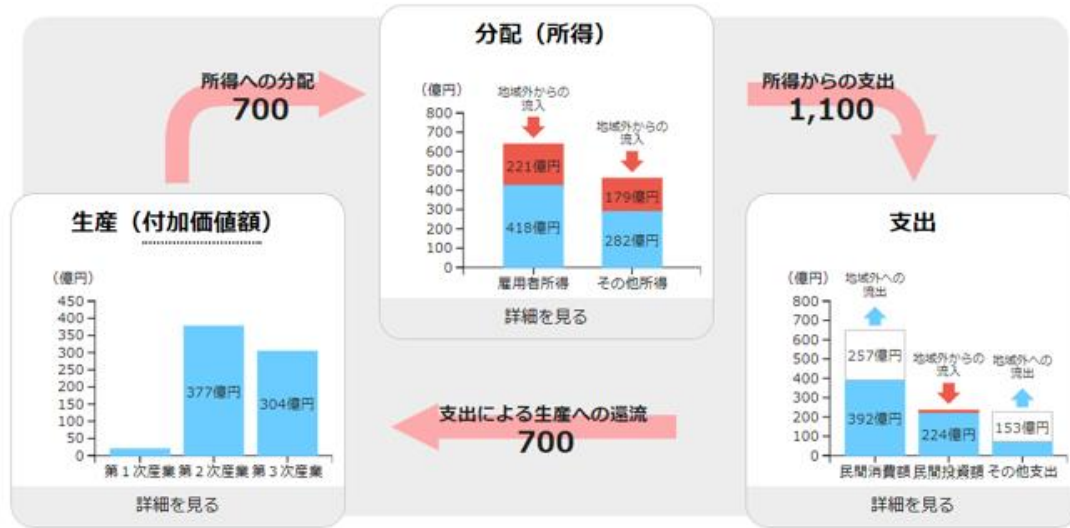 分配（所得）
所得への分配
700
（億円）
800
700
600
500
400
300
200
100
0
地域外からの
流入
地域外からの
流入
221億円
418億円
179億円
282億円
雇用者所得 その他所得
詳細を見る
所得からの支出
1,100
生産（付加価値額）
（億円）
450
400
350
300
250
200
150
100
50
0
377億円
304億円
第１次産業 第２次産業 第３次産業
詳細を見る
支出による生産への還流
700
支出
（億円）
800
700
600
500
400
300
200
100
0
地域外への
流出
地域外からの
流入
地域外への
流出
257億円
392億円
224億円
153億円
民間消費額 民間投資額 その他支出
詳細を見る